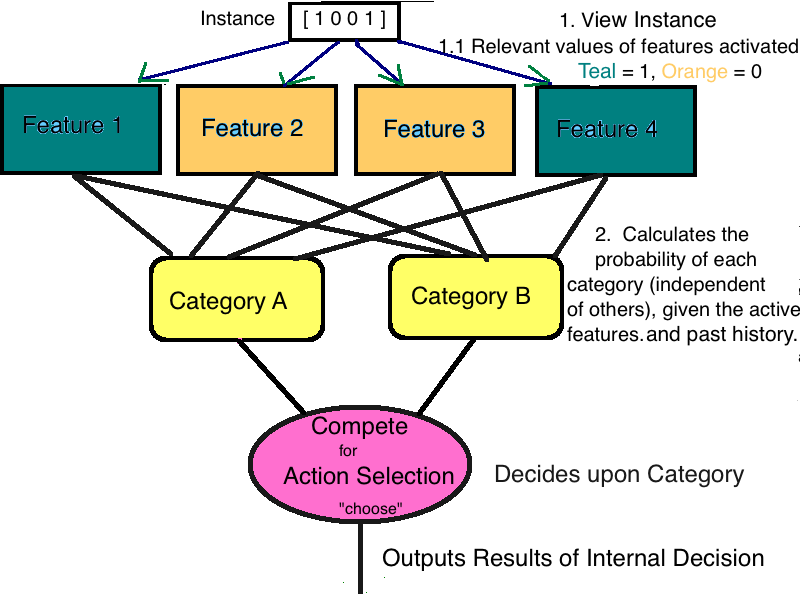 Instance
[ 1 0 0 1 ]
1. View Instance
1.1 Relevant values of features activated
Teal = 1, Orange = 0
Feature 1
Feature 2
Feature 3
Feature 4
2. Calculates the
probability of each
category (independent
of others), given the active
features. and past history.
Category A
Category B
Compete
for
Action Selection
"choose"
Decides upon Category
Outputs Results of Internal Decision